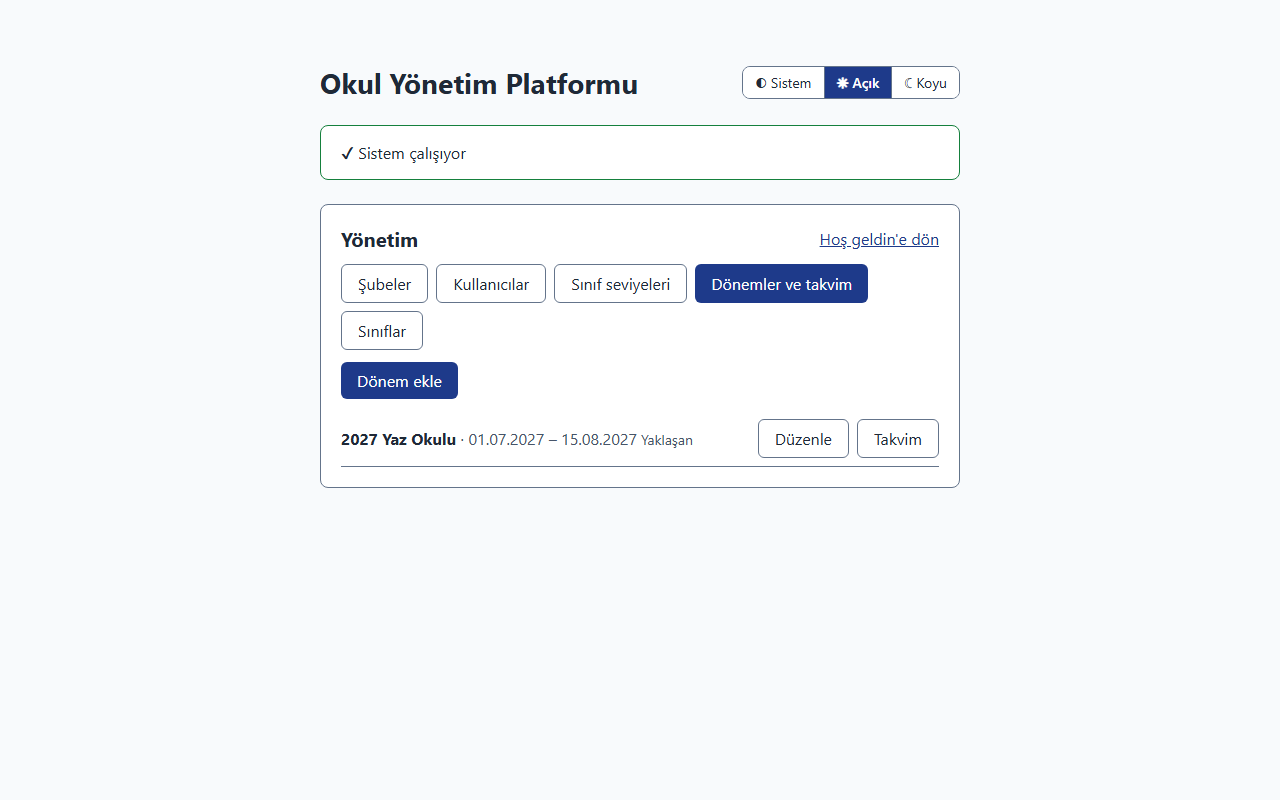 Okul Yönetim Platformu
Sistem Açık Koyu
✓ Sistem çalışıyor
Yönetim Hoş geldin'e dön
Şubeler Kullanıcılar Sınıf seviyeleri Dönemler ve takvim
Sınıflar
Dönem ekle
2027 Yaz Okulu · 01.07.2027 – 15.08.2027 Yaklaşan Düzenle Takvim